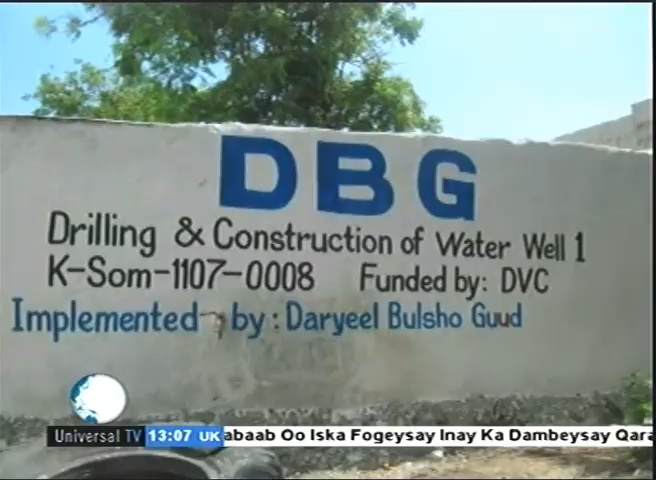 DBG
Drilling & Construction of Water Well 1
K-Som-1107-0008 Funded by: DVC
Implemented by: Daryeel Bulsho Guud
Universal TV 13:07 UK abaab Oo Iska Fogeysay Inay Ka Dambeysay Qara